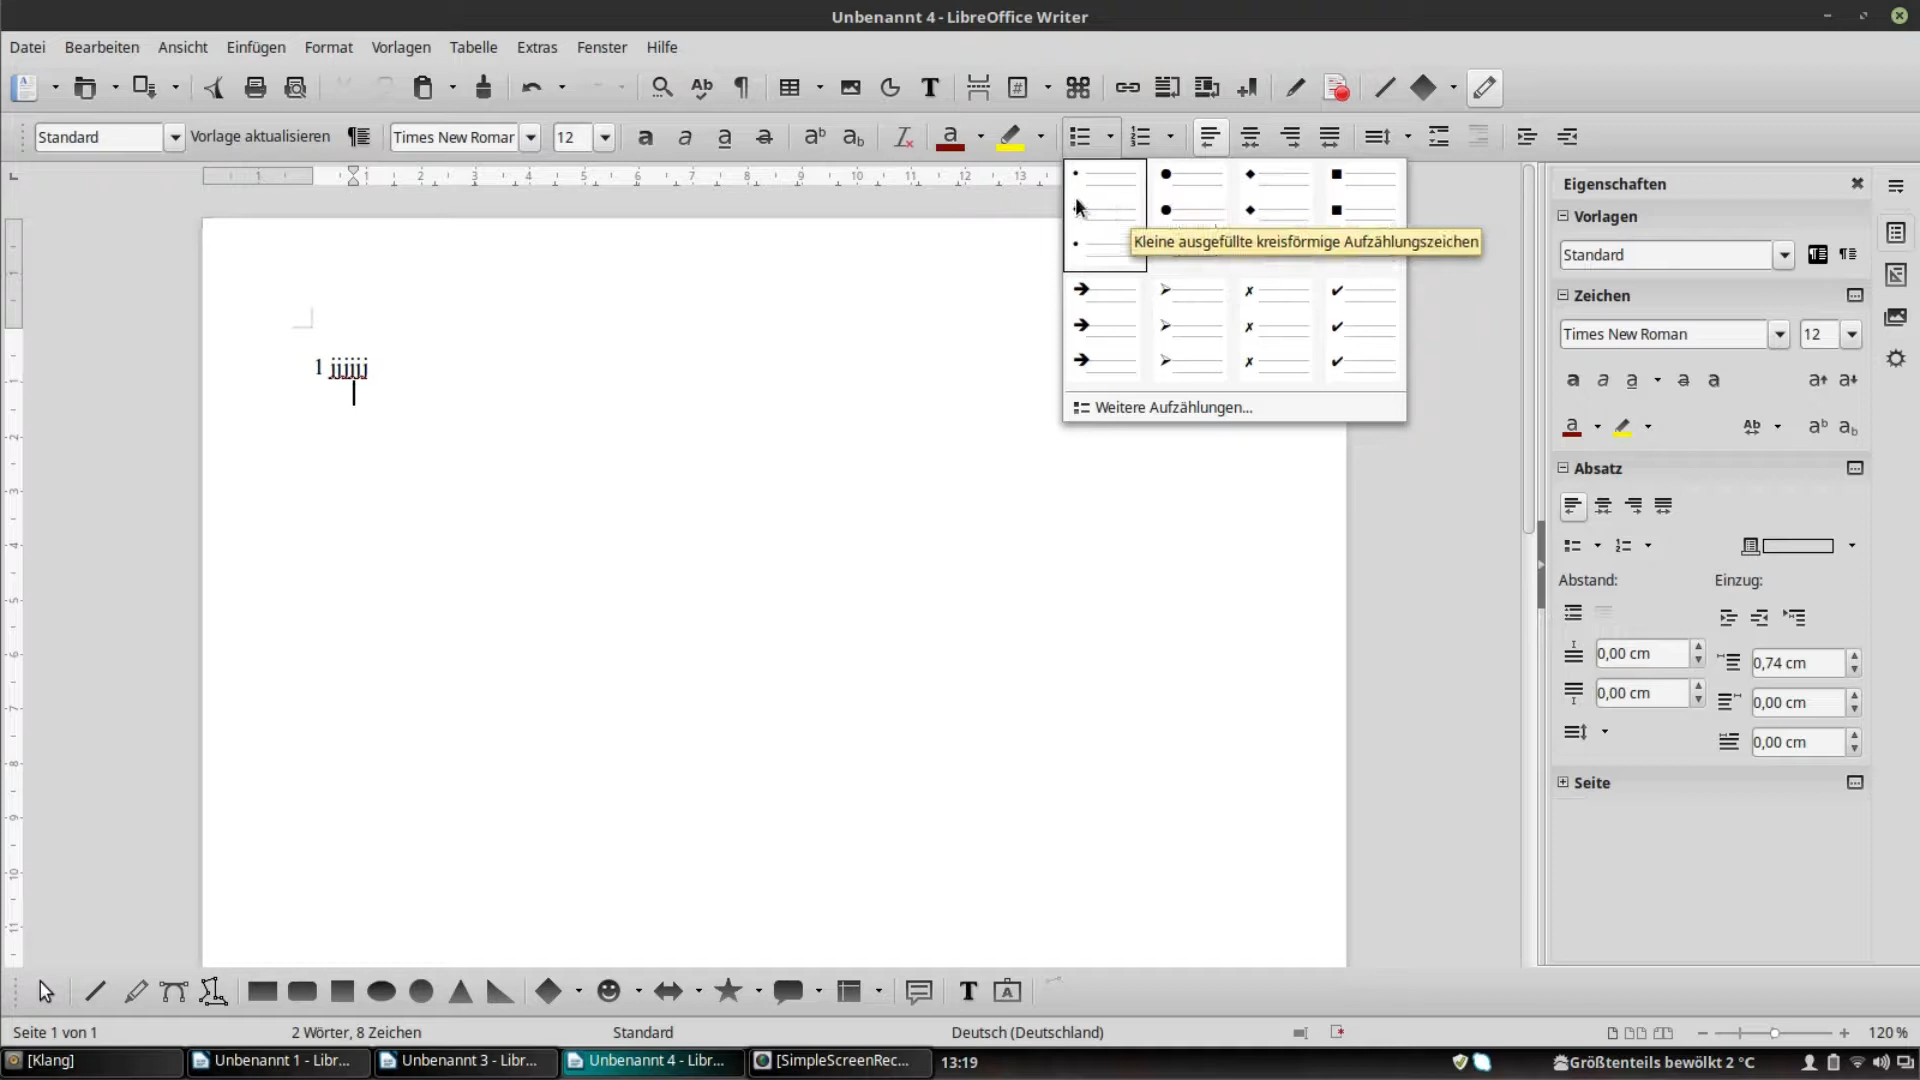 Unbenannt 4 - LibreOffice Writer
Datei Bearbeiten Ansicht Einfügen Format Vorlagen Tabelle Extras Fenster Hilfe
Standard Vorlage aktualisieren Times New Romar 12
Eigenschaften
Vorlagen
Standard
Zeichen
Times New Roman 12
Kleine ausgefüllte kreisförmige Aufzählungszeichen
Weitere Aufzählungen...
1 jjjjjj
Absatz
Abstand: Einzug:
0,00 cm 0,74 cm
0,00 cm 0,00 cm
0,00 cm
Seite
Seite 1 von 1 2 Wörter, 8 Zeichen Standard Deutsch (Deutschland) 120 %
[Klang] Unbenannt 1 - Libr... Unbenannt 3 - Libr... Unbenannt 4 - Libr... [SimpleScreenRec... 13:19 Größtenteils bewölkt 2 °C